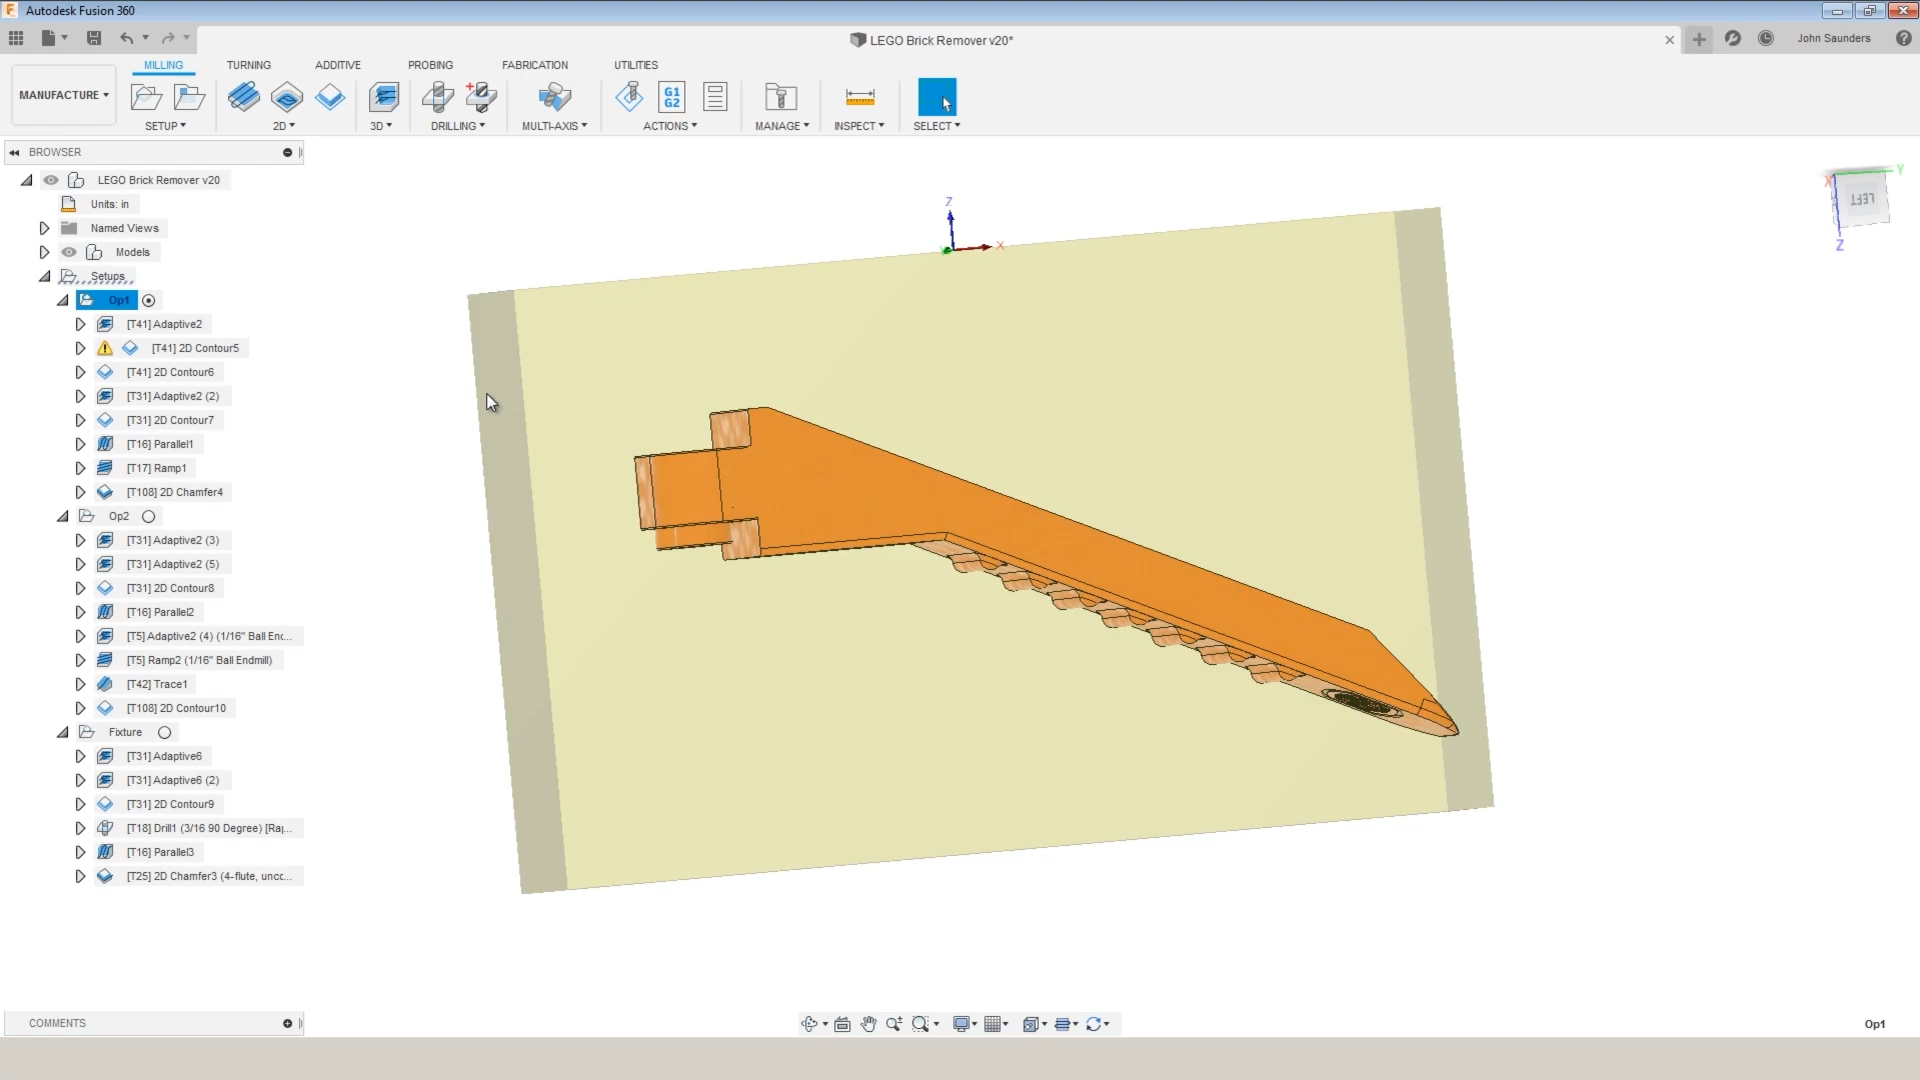 Autodesk Fusion 360
LEGO Brick Remover v20*
John Saunders
MILLING TURNING ADDITIVE PROBING FABRICATION UTILITIES
MANUFACTURE
G1
G2
SETUP 2D 3D DRILLING MULTI-AXIS ACTIONS MANAGE INSPECT SELECT
BROWSER
LEGO Brick Remover v20
Units: in
Named Views
Models
Setups
Op1
[T41] Adaptive2
[T41] 2D Contour5
[T41] 2D Contour6
[T31] Adaptive2 (2)
[T31] 2D Contour7
[T16] Parallel1
[T17] Ramp1
[T108] 2D Chamfer4
Op2
[T31] Adaptive2 (3)
[T31] Adaptive2 (5)
[T31] 2D Contour8
[T16] Parallel2
[T5] Adaptive2 (4) (1/16" Ball Enc...
[T5] Ramp2 (1/16" Ball Endmill)
[T42] Trace1
[T108] 2D Contour10
Fixture
[T31] Adaptive6
[T31] Adaptive6 (2)
[T31] 2D Contour9
[T18] Drill1 (3/16 90 Degree) [Raj...
[T16] Parallel3
[T25] 2D Chamfer3 (4-flute, uncc...
Z
X
X
Y
LEFT
Z
COMMENTS
Op1